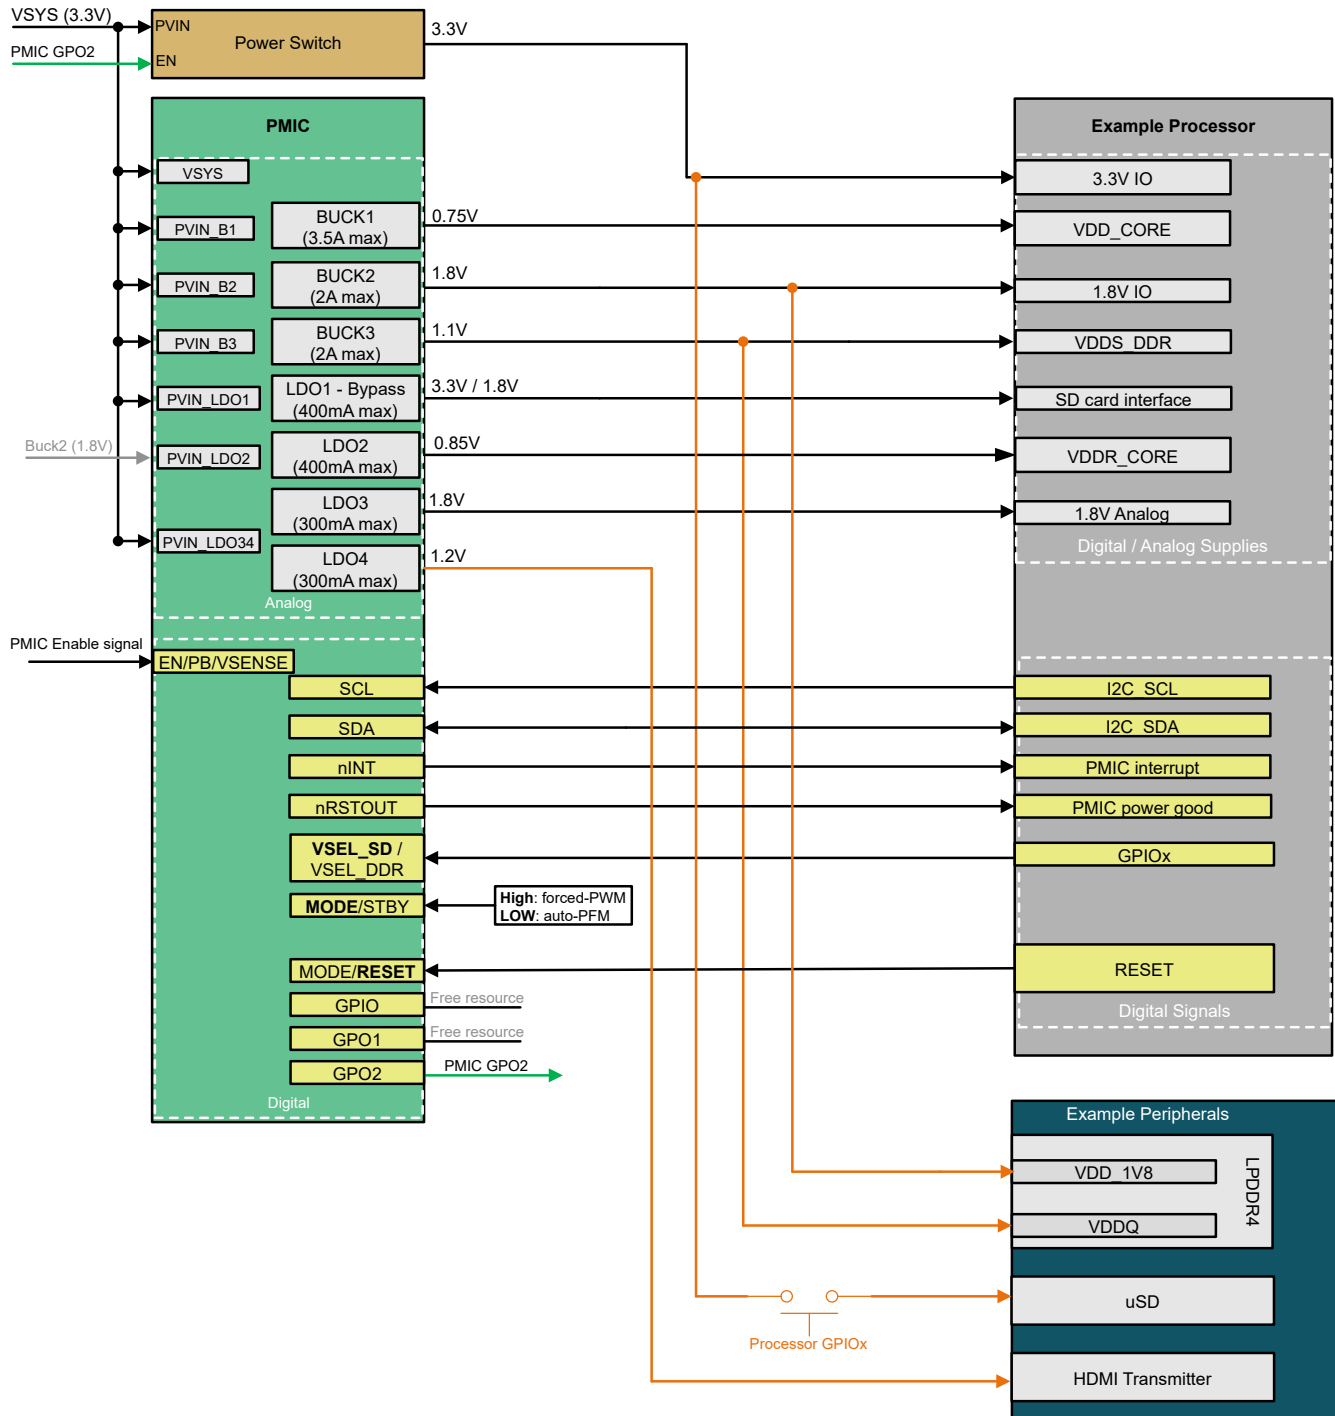 VSYS (3.3V)
PVIN
Power Switch
3.3V
PMIC GPO2
EN
PMIC
Example Processor
VSYS
3.3V IO
PVIN_B1
BUCK1
(3.5A max)
0.75V
VDD_CORE
PVIN_B2
BUCK2
(2A max)
1.8V
1.8V IO
PVIN_B3
BUCK3
(2A max)
1.1V
VDDS_DDR
PVIN_LDO1
LDO1 - Bypass
(400mA max)
3.3V / 1.8V
SD card interface
Buck2 (1.8V)
PVIN_LDO2
LDO2
(400mA max)
0.85V
VDDR_CORE
LDO3
(300mA max)
1.8V
1.8V Analog
PVIN_LDO34
LDO4
(300mA max)
1.2V
Digital / Analog Supplies
Analog
PMIC Enable signal
EN/PB/VSENSE
SCL
I2C_SCL
SDA
I2C_SDA
nINT
PMIC interrupt
nRSTOUT
PMIC power good
VSEL_SD /
VSEL_DDR
GPIOx
MODE/STBY
High: forced-PWM
LOW: auto-PFM
MODE/RESET
RESET
GPIO
Free resource
Digital Signals
GPO1
Free resource
GPO2
PMIC GPO2
Digital
Example Peripherals
VDD_1V8
VDDQ
LPDDR4
uSD
Processor GPIOx
HDMI Transmitter